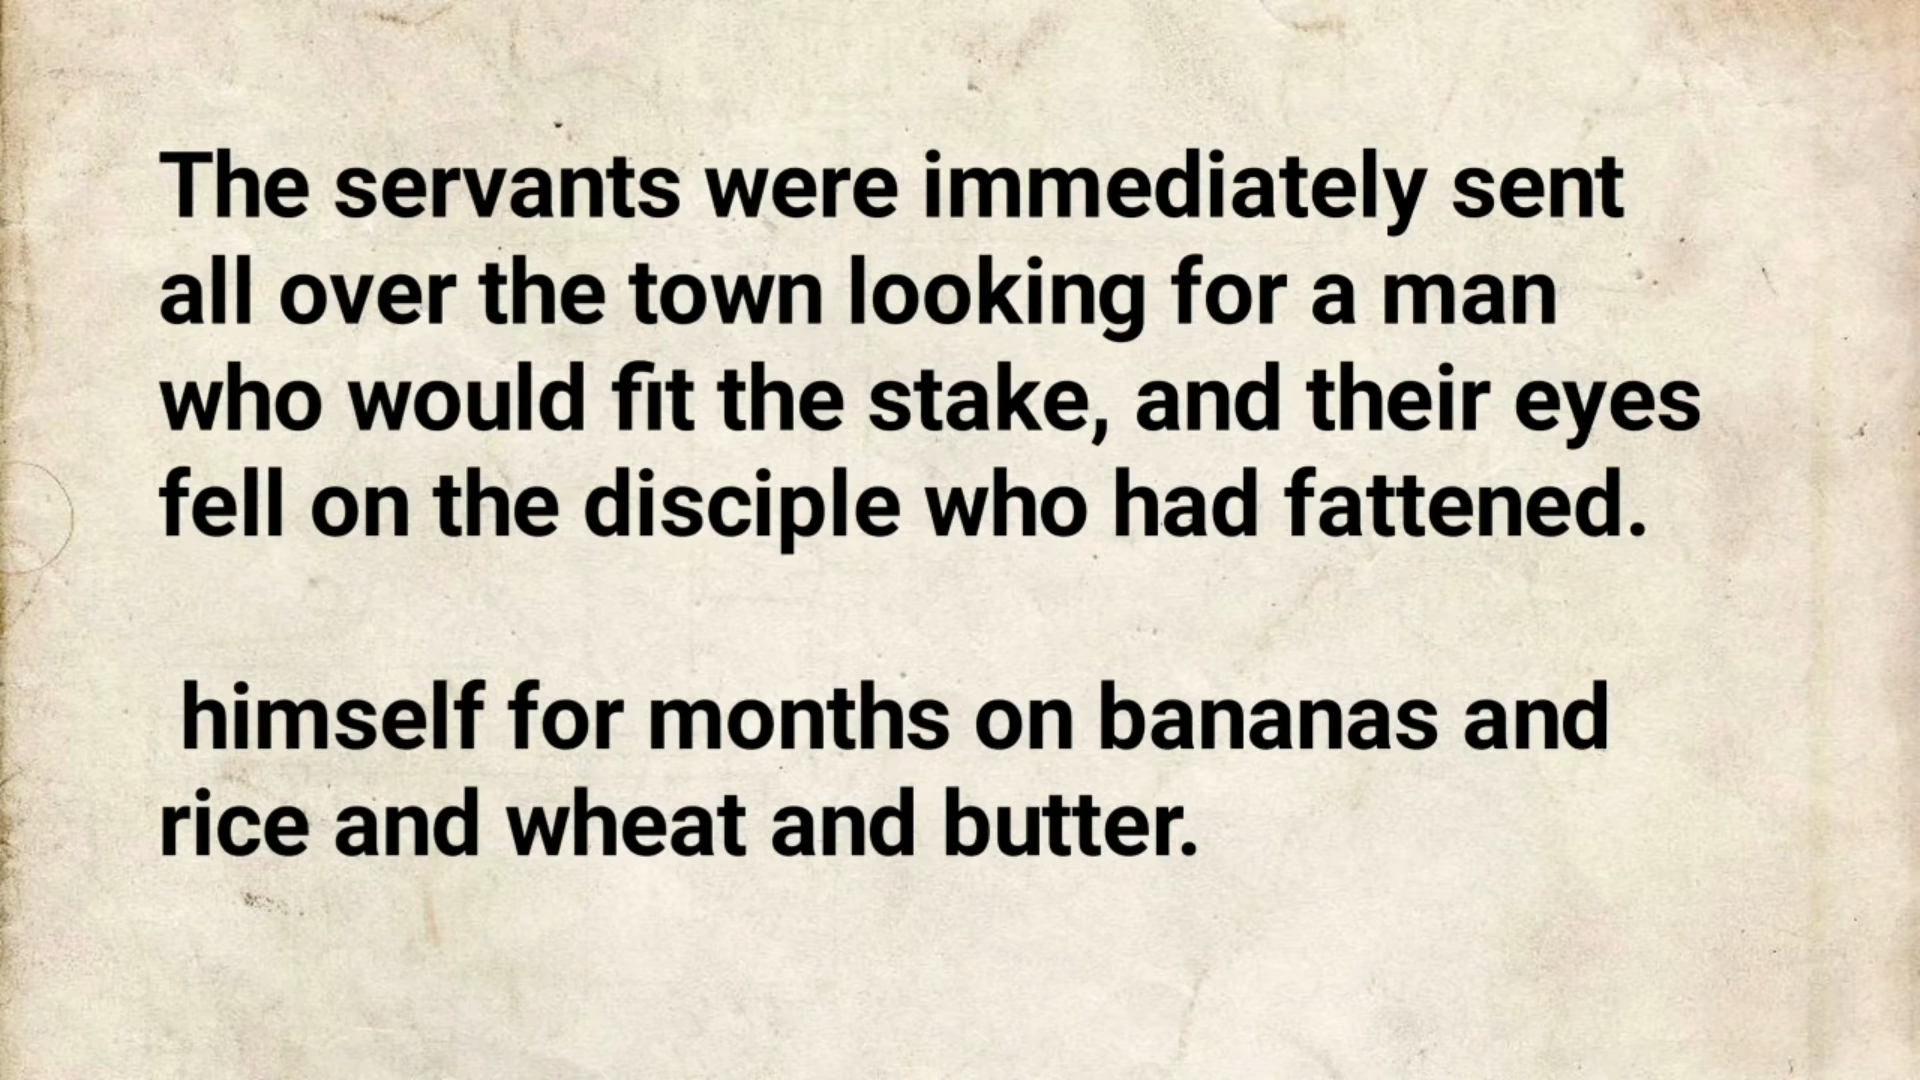 The servants were immediately sent
all over the town looking for a man
who would fit the stake, and their eyes
fell on the disciple who had fattened.
himself for months on bananas and
rice and wheat and butter.